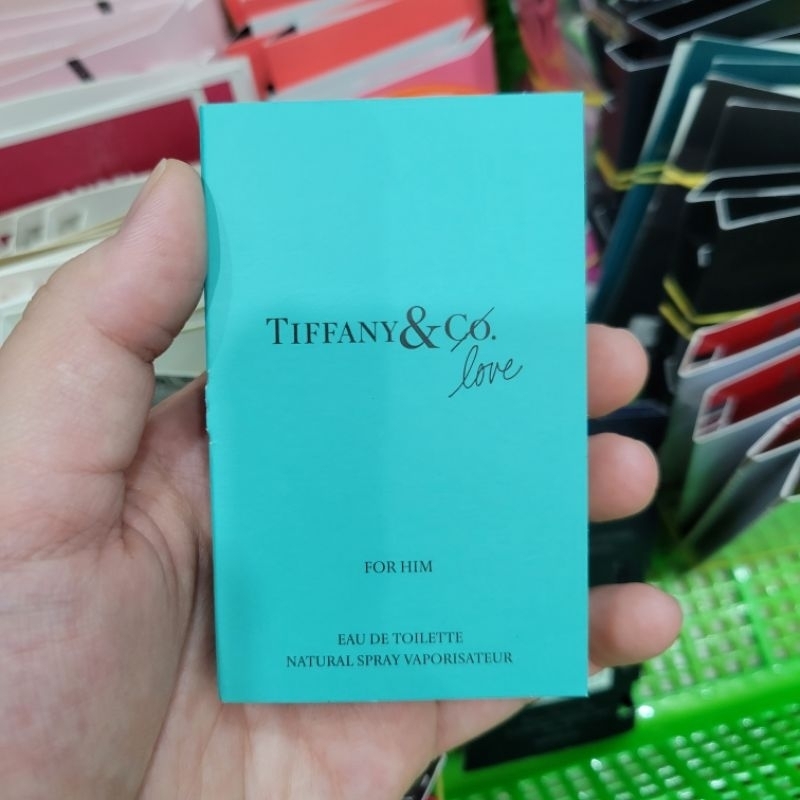 TIFFANY & CO.
love
FOR HIM
EAU DE TOILETTE
NATURAL SPRAY VAPORISATEUR